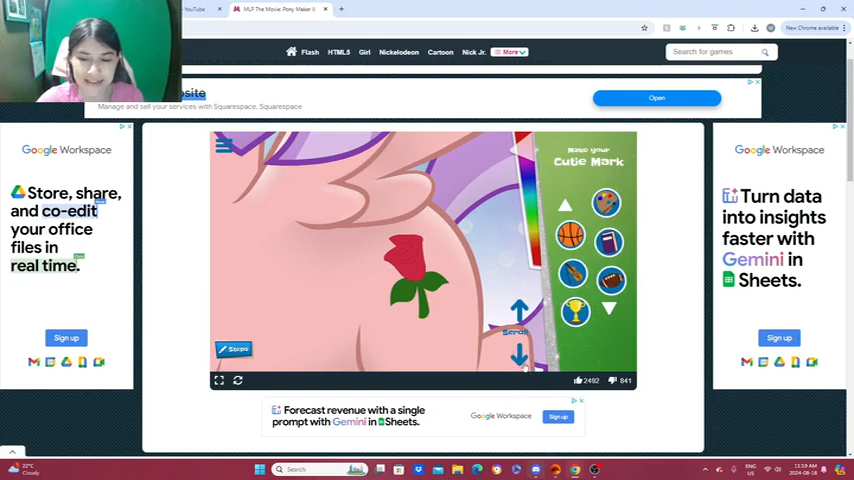 YouTube
MLP The Movie: Pony Maker (
New Chrome available
Flash HTML5 Girl Nickelodeon Cartoon Nick Jr. More
Search for games
osite
Manage and sell your services with Squarespace. Squarespace
Open
Google Workspace
Store, share,
and co-edit
your office
files in
real time.
Sign up
Make your
Cutie Mark
Scroll
Steps
2492 841
Forecast revenue with a single
prompt with Gemini in Sheets.
Google Workspace
Sign up
Google Workspace
Turn data
into insights
faster with
Gemini in
Sheets.
Sign up
22°C
Cloudy
Search
ENG
US
11:19 AM
2024-08-18